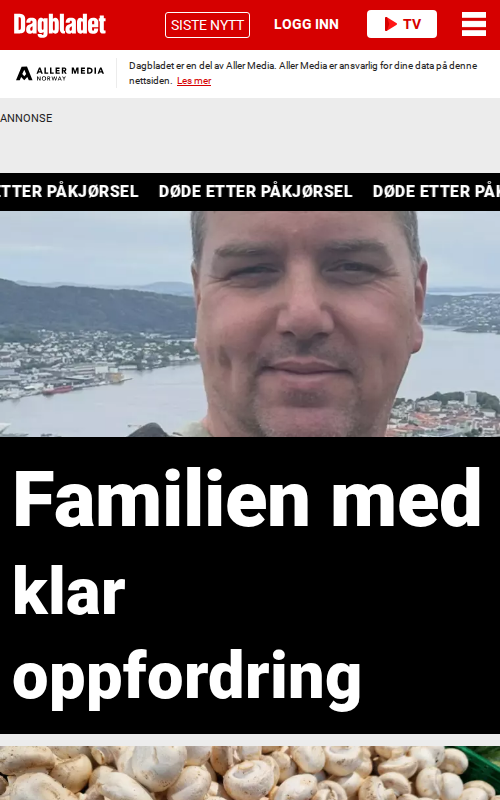 Dagbladet
SISTE NYTT
LOGG INN
TV
ALLER MEDIA
NORWAY
Dagbladet er en del av Aller Media. Aller Media er ansvarlig for dine data på denne
nettsiden. Les mer
ANNONSE
TTER PÅKJØRSEL DØDE ETTER PÅKJØRSEL DØDE ETTER PÅK
Familien med
klar
oppfordring